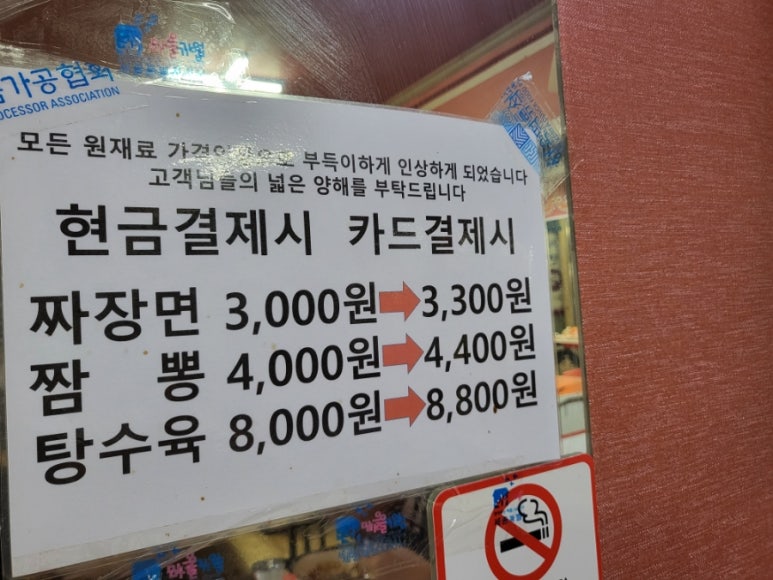 바를가월
가공협회
OCESSOR ASSOCIATION
모든 원재료 부득이하게 인상하게 되었습니다
고객님들의 넓은 양해를 부탁드립니다
현금결제시 카드결제시
짜장면 3,000원 3,300원
짬 뽕 4,000원 4,400원
탕수육 8,000원 8,800원